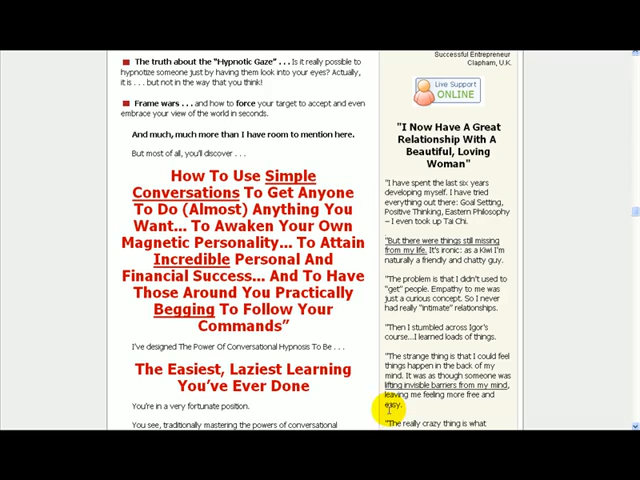 ■ The truth about the "Hypnotic Gaze" . . . Is it really possible to
hypnotize someone just by having them look into your eyes? Actually,
it is . . . but not in the way that you think!
■ Frame wars . . . and how to force your target to accept and even
embrace your view of the world in seconds.
And much, much more than I have room to mention here.
But most of all, you'll discover . . .
How To Use Simple
Conversations To Get Anyone
To Do (Almost) Anything You
Want... To Awaken Your Own
Magnetic Personality... To Attain
Incredible Personal And
Financial Success... And To Have
Those Around You Practically
Begging To Follow Your
Commands”
I've designed The Power Of Conversational Hypnosis To Be . . .
The Easiest, Laziest Learning
You've Ever Done
You're in a very fortunate position.
You see, traditionally mastering the powers of conversational
Successful Entrepreneur
Clapham, U.K.
Live Support
ONLINE
"I Now Have A Great
Relationship With A
Beautiful, Loving
Woman"
"I have spent the last six years
developing myself. I have tried
everything out there: Goal Setting,
Positive Thinking, Eastern Philosophy
– I even took up Tai Chi.
"But there were things still missing
from my life. It's ironic: as a Kiwi I'm
naturally a friendly and chatty guy.
"The problem is that I didn't used to
"get" people. Empathy to me was
just a curious concept. So I never
had really "intimate" relationships.
"Then I stumbled across Igor's
course...I learned loads of things.
"The strange thing is that I could feel
things happen in the back of my
mind. It was as though someone was
lifting invisible barriers from my mind,
leaving me feeling more free and
easy.
"The really crazy thing is what